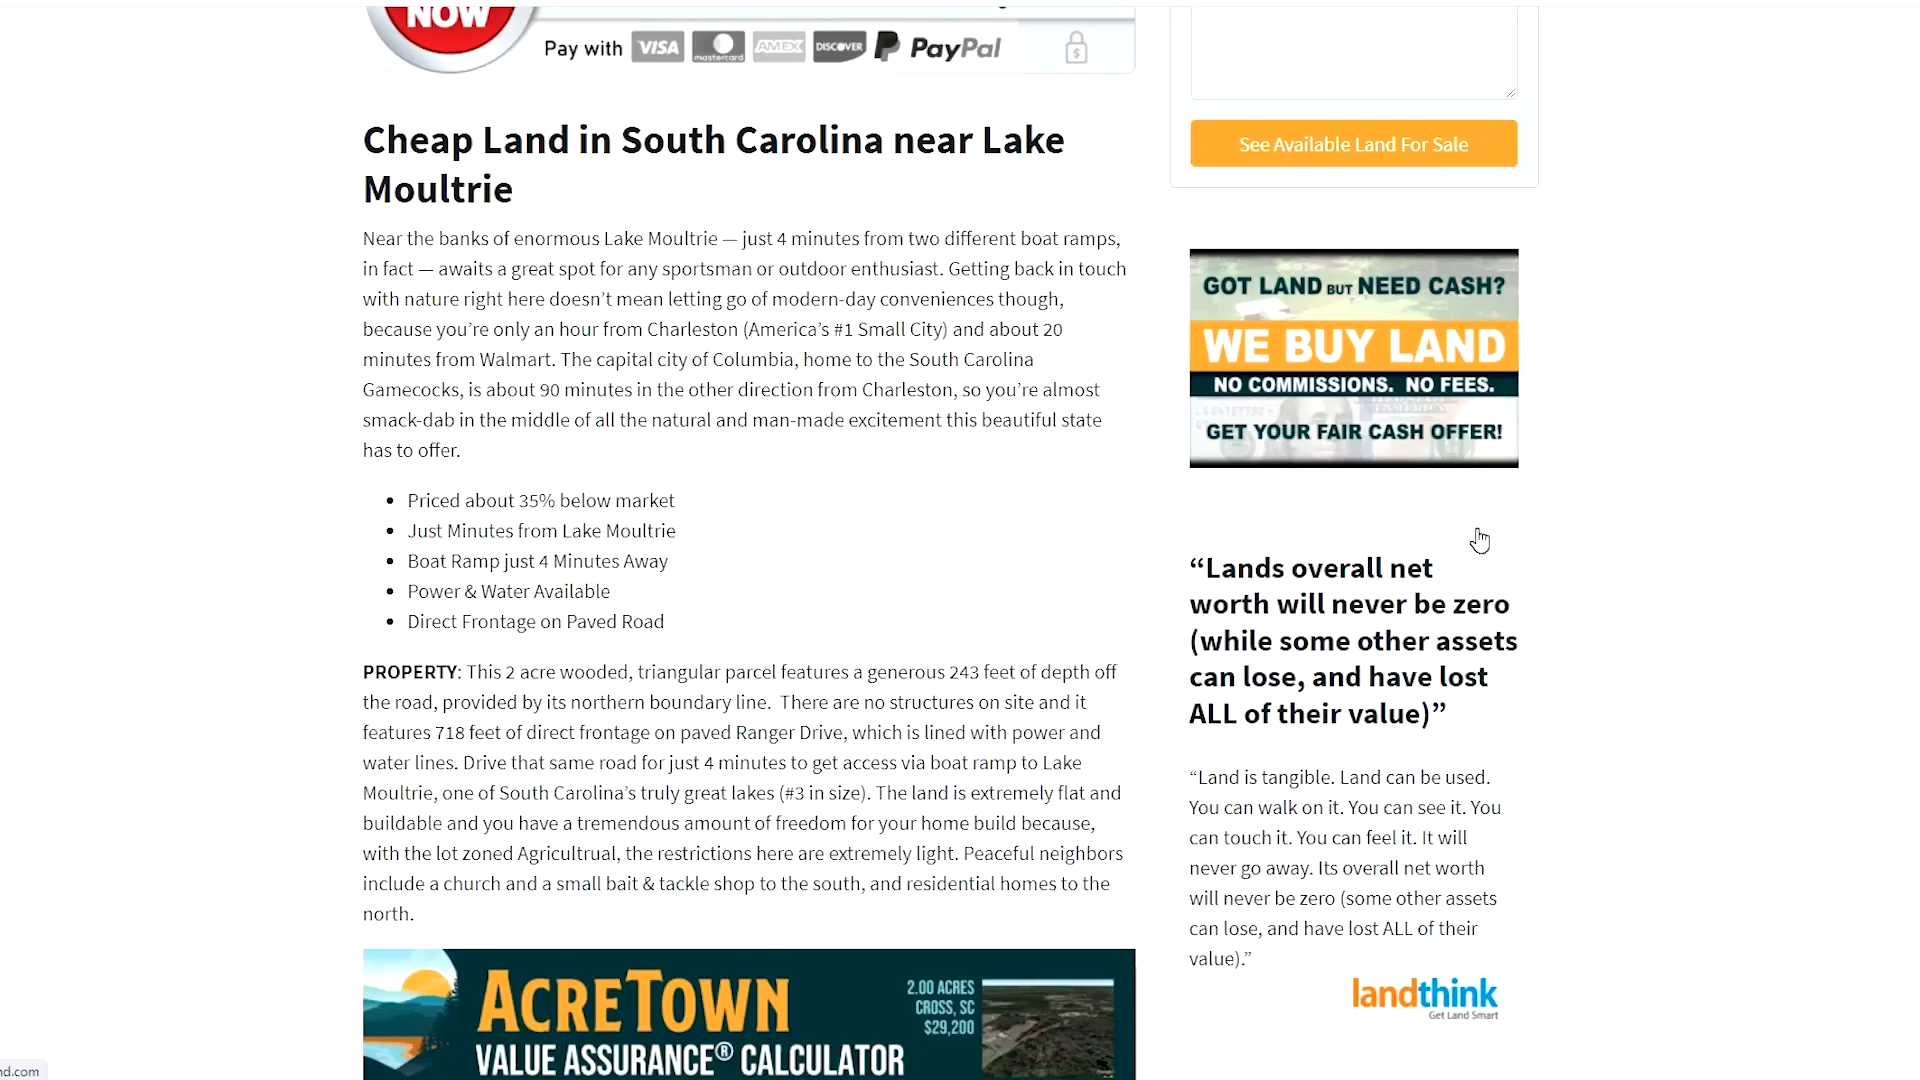 NOW
Pay with VISA mastercard AMEX DISCOVER PayPal
Cheap Land in South Carolina near Lake
Moultrie
Near the banks of enormous Lake Moultrie — just 4 minutes from two different boat ramps,
in fact — awaits a great spot for any sportsman or outdoor enthusiast. Getting back in touch
with nature right here doesn’t mean letting go of modern-day conveniences though,
because you’re only an hour from Charleston (America’s #1 Small City) and about 20
minutes from Walmart. The capital city of Columbia, home to the South Carolina
Gamecocks, is about 90 minutes in the other direction from Charleston, so you’re almost
smack-dab in the middle of all the natural and man-made excitement this beautiful state
has to offer.
• Priced about 35% below market
• Just Minutes from Lake Moultrie
• Boat Ramp just 4 Minutes Away
• Power & Water Available
• Direct Frontage on Paved Road
PROPERTY: This 2 acre wooded, triangular parcel features a generous 243 feet of depth off
the road, provided by its northern boundary line.  There are no structures on site and it
features 718 feet of direct frontage on paved Ranger Drive, which is lined with power and
water lines. Drive that same road for just 4 minutes to get access via boat ramp to Lake
Moultrie, one of South Carolina’s truly great lakes (#3 in size). The land is extremely flat and
buildable and you have a tremendous amount of freedom for your home build because,
with the lot zoned Agricultrual, the restrictions here are extremely light. Peaceful neighbors
include a church and a small bait & tackle shop to the south, and residential homes to the
north.
ACRETOWN
VALUE ASSURANCE® CALCULATOR
2.00 ACRES
CROSS, SC
$29,200
See Available Land For Sale
GOT LAND BUT NEED CASH?
WE BUY LAND
NO COMMISSIONS. NO FEES.
GET YOUR FAIR CASH OFFER!
“Lands overall net
worth will never be zero
(while some other assets
can lose, and have lost
ALL of their value)”
“Land is tangible. Land can be used.
You can walk on it. You can see it. You
can touch it. You can feel it. It will
never go away. Its overall net worth
will never be zero (some other assets
can lose, and have lost ALL of their
value).”
landthink
Get Land Smart
nd.com